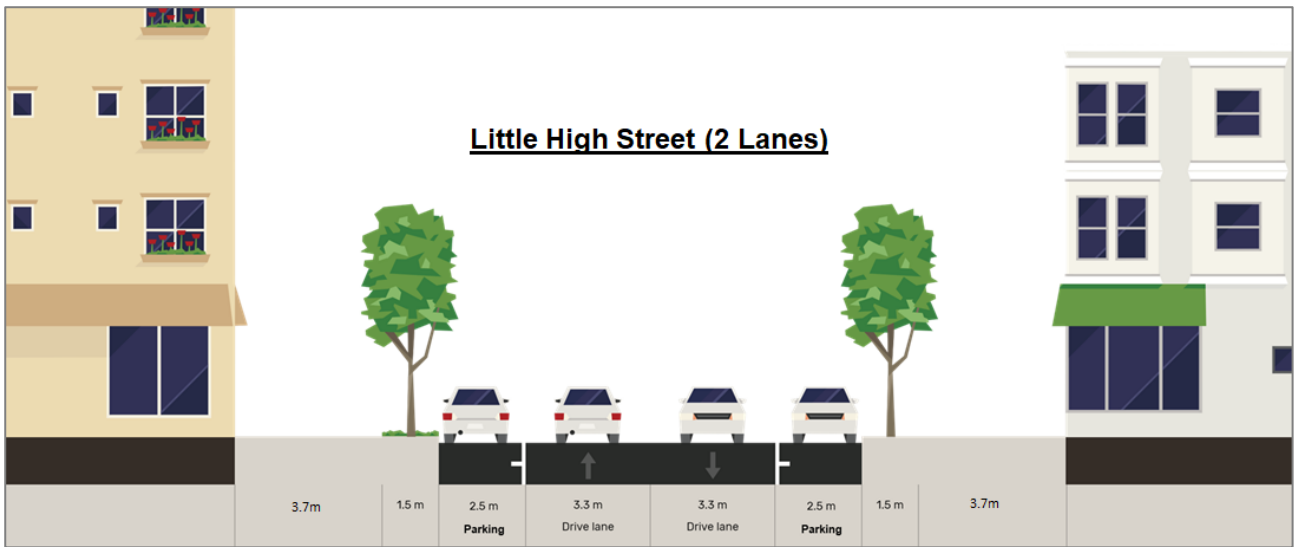 Little High Street (2 Lanes)
3.7m
1.5 m
2.5 m
Parking
3.3 m
Drive lane
3.3 m
Drive lane
2.5 m
Parking
1.5 m
3.7m